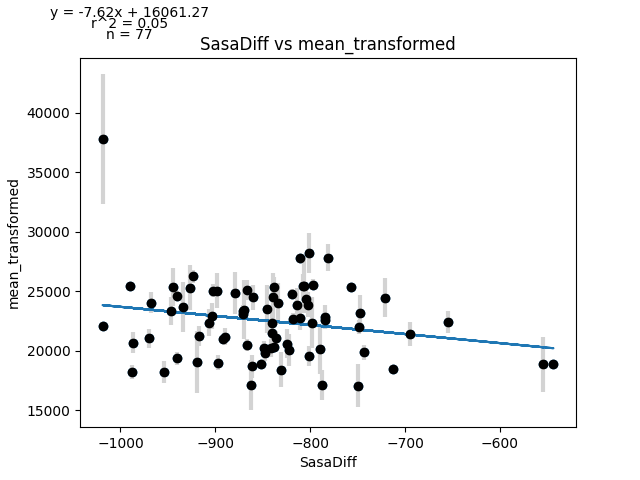 y = -7.62x + 16061.27
r^2 = 0.05
n = 77
SasaDiff vs mean_transformed
40000
35000
30000
25000
20000
15000
mean_transformed
−1000 −900 −800 −700 −600
SasaDiff